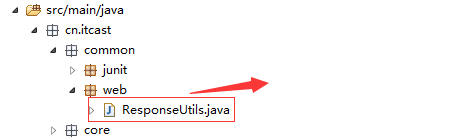 src/main/java
cn.itcast
common
junit
web
ResponseUtils.java
core